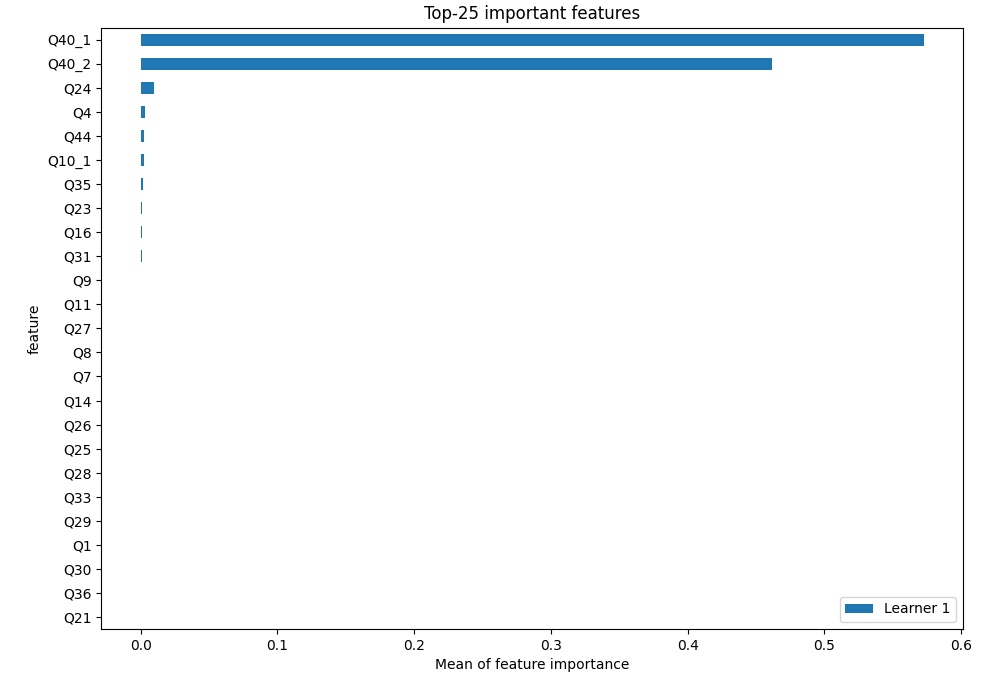 Top-25 important features
Q40_1
Q40_2
Q24
Q4
Q44
Q10_1
Q35
Q23
Q16
Q31
Q9
Q11
Q27
Q8
Q7
Q14
Q26
Q25
Q28
Q33
Q29
Q1
Q30
Q36
Q21
feature
Learner 1
0.0 0.1 0.2 0.3 0.4 0.5 0.6
Mean of feature importance